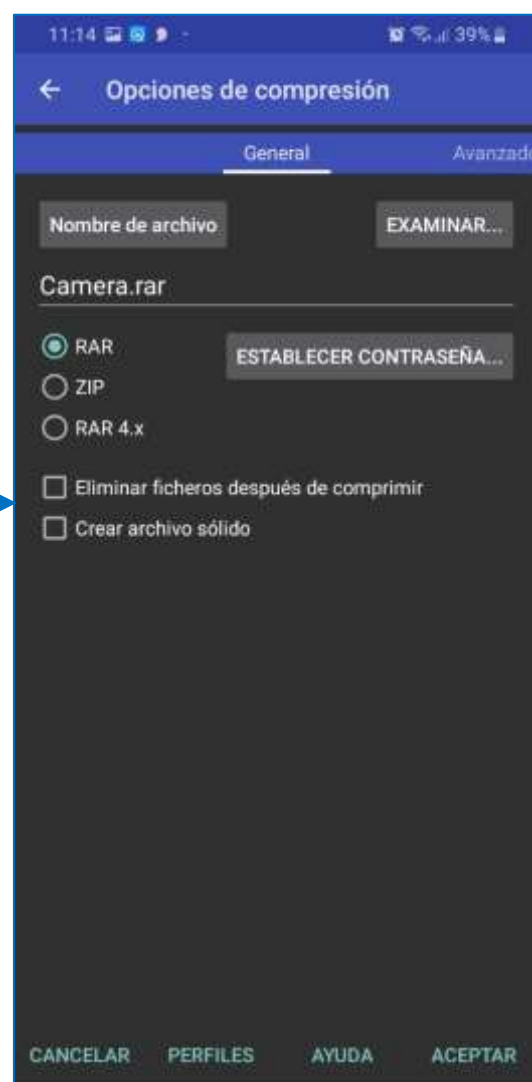 11:14 39%
Opciones de compresión
General Avanzado
Nombre de archivo EXAMINAR...
Camera.rar
RAR ESTABLECER CONTRASEÑA...
ZIP
RAR 4.x
Eliminar ficheros después de comprimir
Crear archivo sólido
CANCELAR PERFILES AYUDA ACEPTAR